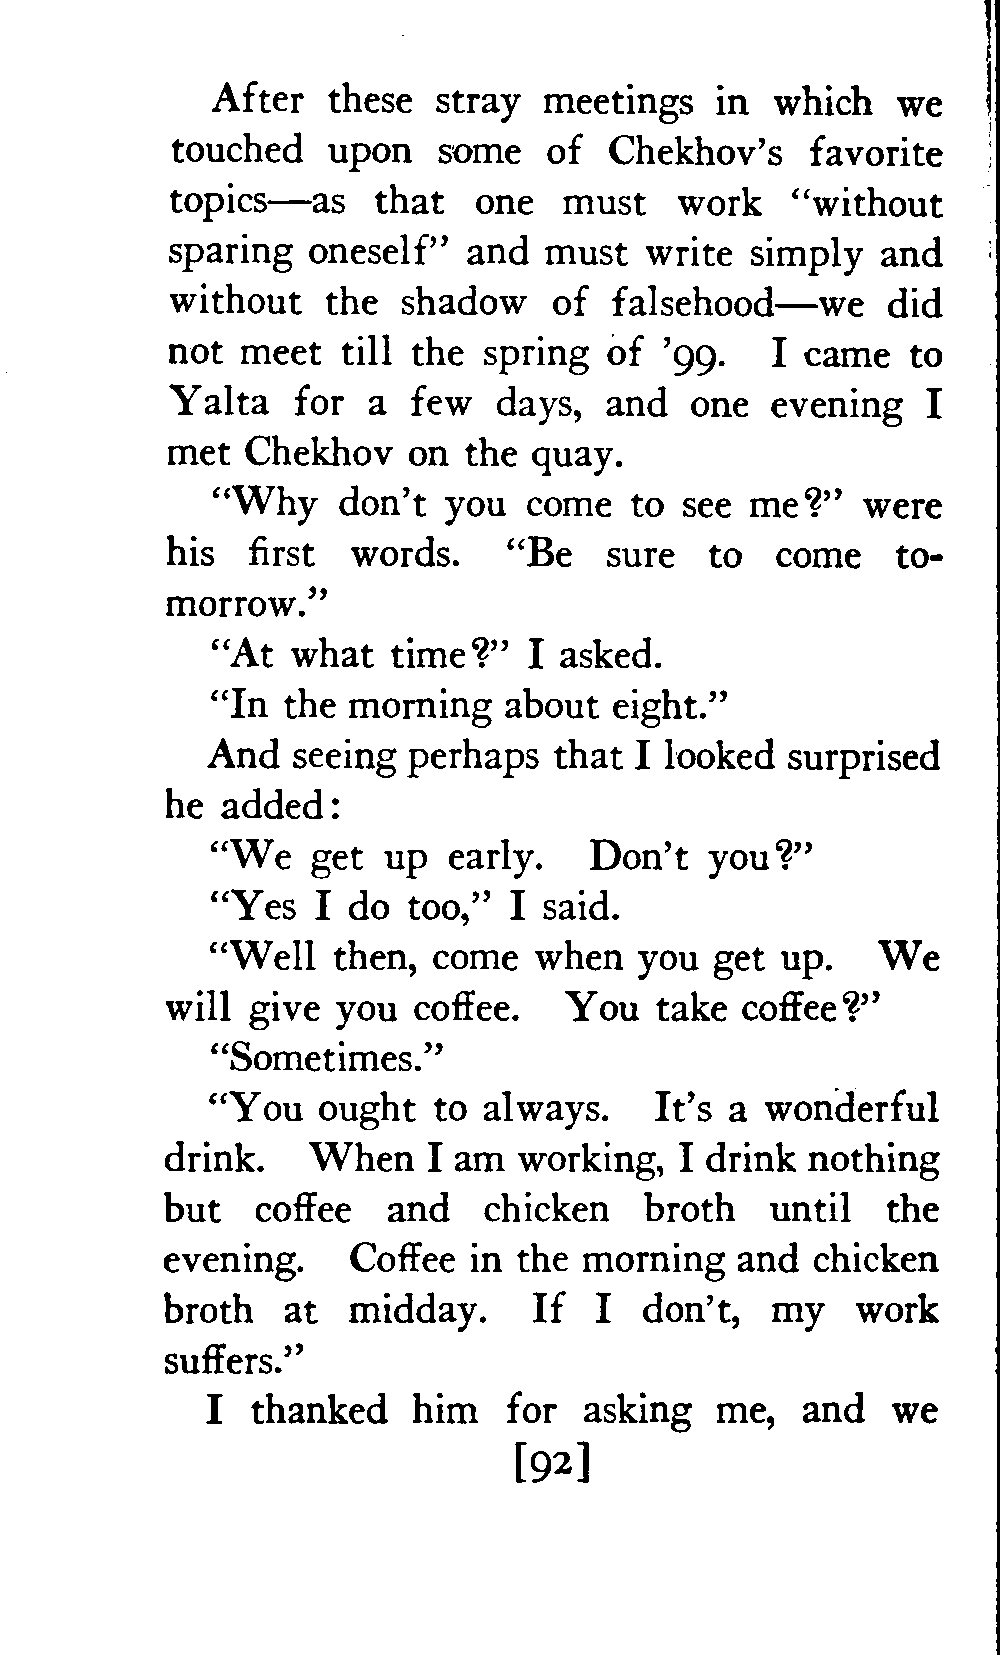 After these stray meetings in which we
touched upon some of Chekhov's favorite
topics—as that one must work "without
sparing oneself" and must write simply and
without the shadow of falsehood—we did
not meet till the spring of '99. I came to
Yalta for a few days, and one evening I
met Chekhov on the quay.
"Why don't you come to see me?" were
his first words. "Be sure to come to-
morrow."
"At what time?" I asked.
"In the morning about eight."
And seeing perhaps that I looked surprised
he added:
"We get up early. Don't you?"
"Yes I do too," I said.
"Well then, come when you get up. We
will give you coffee. You take coffee?"
"Sometimes."
"You ought to always. It's a wonderful
drink. When I am working, I drink nothing
but coffee and chicken broth until the
evening. Coffee in the morning and chicken
broth at midday. If I don't, my work
suffers."
I thanked him for asking me, and we
[92]